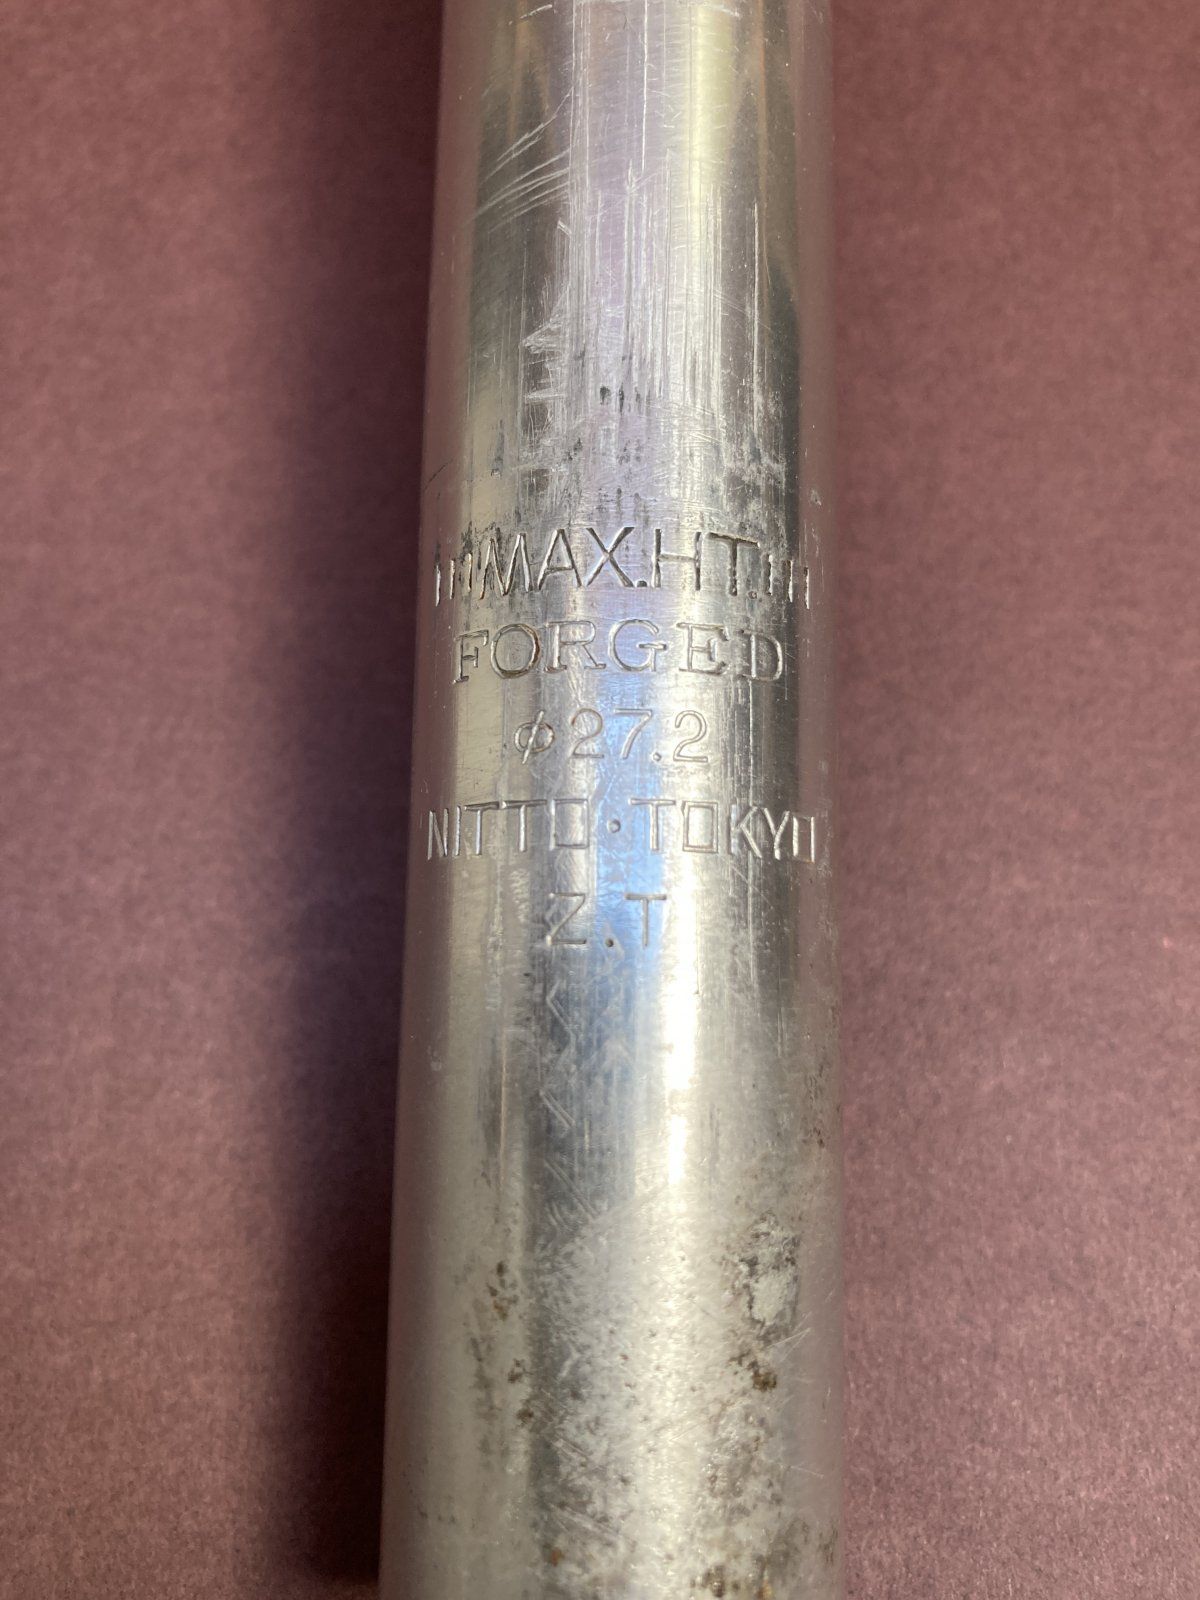 MAX.HT.
FORGED
φ27.2
NITTO・TOKYO
Z.T